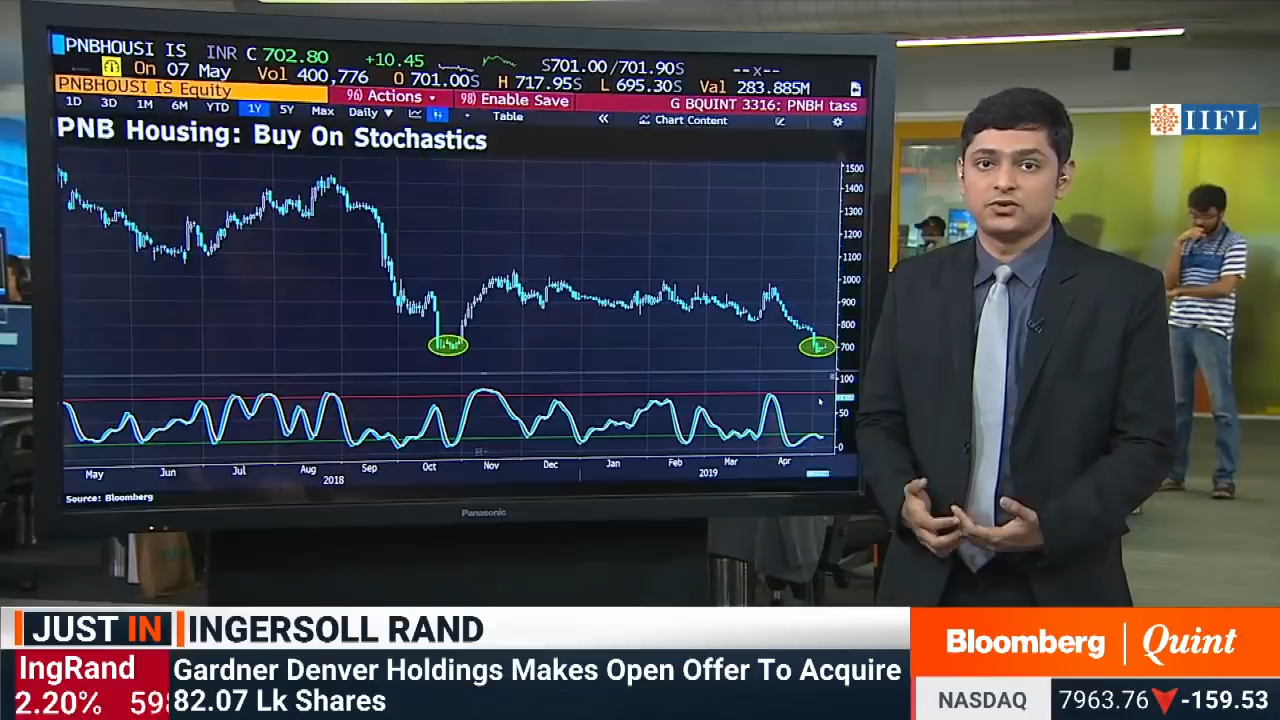 PNBHOUSI IS INR C 702.80 +10.45 S701.00/701.90S --x--
On 07 May Vol 400,776 O 701.00S H 717.95S L 695.30S Val 283.885M
PNBHOUSI IS Equity 96) Actions 98) Enable Save G BQUINT 3316: PNBH tass
1D 3D 1M 6M YTD 1Y 5Y Max Daily Table Chart Content
PNB Housing: Buy On Stochastics
1500
1400
1300
1200
1100
1000
900
800
700
100
50
0
May Jun Jul Aug Sep Oct Nov Dec Jan Feb Mar Apr
2018 2019
Source: Bloomberg
Panasonic
IIFL
JUST IN INGERSOLL RAND
IngRand Gardner Denver Holdings Makes Open Offer To Acquire
2.20% 59 82.07 Lk Shares
Bloomberg Quint
NASDAQ 7963.76 -159.53